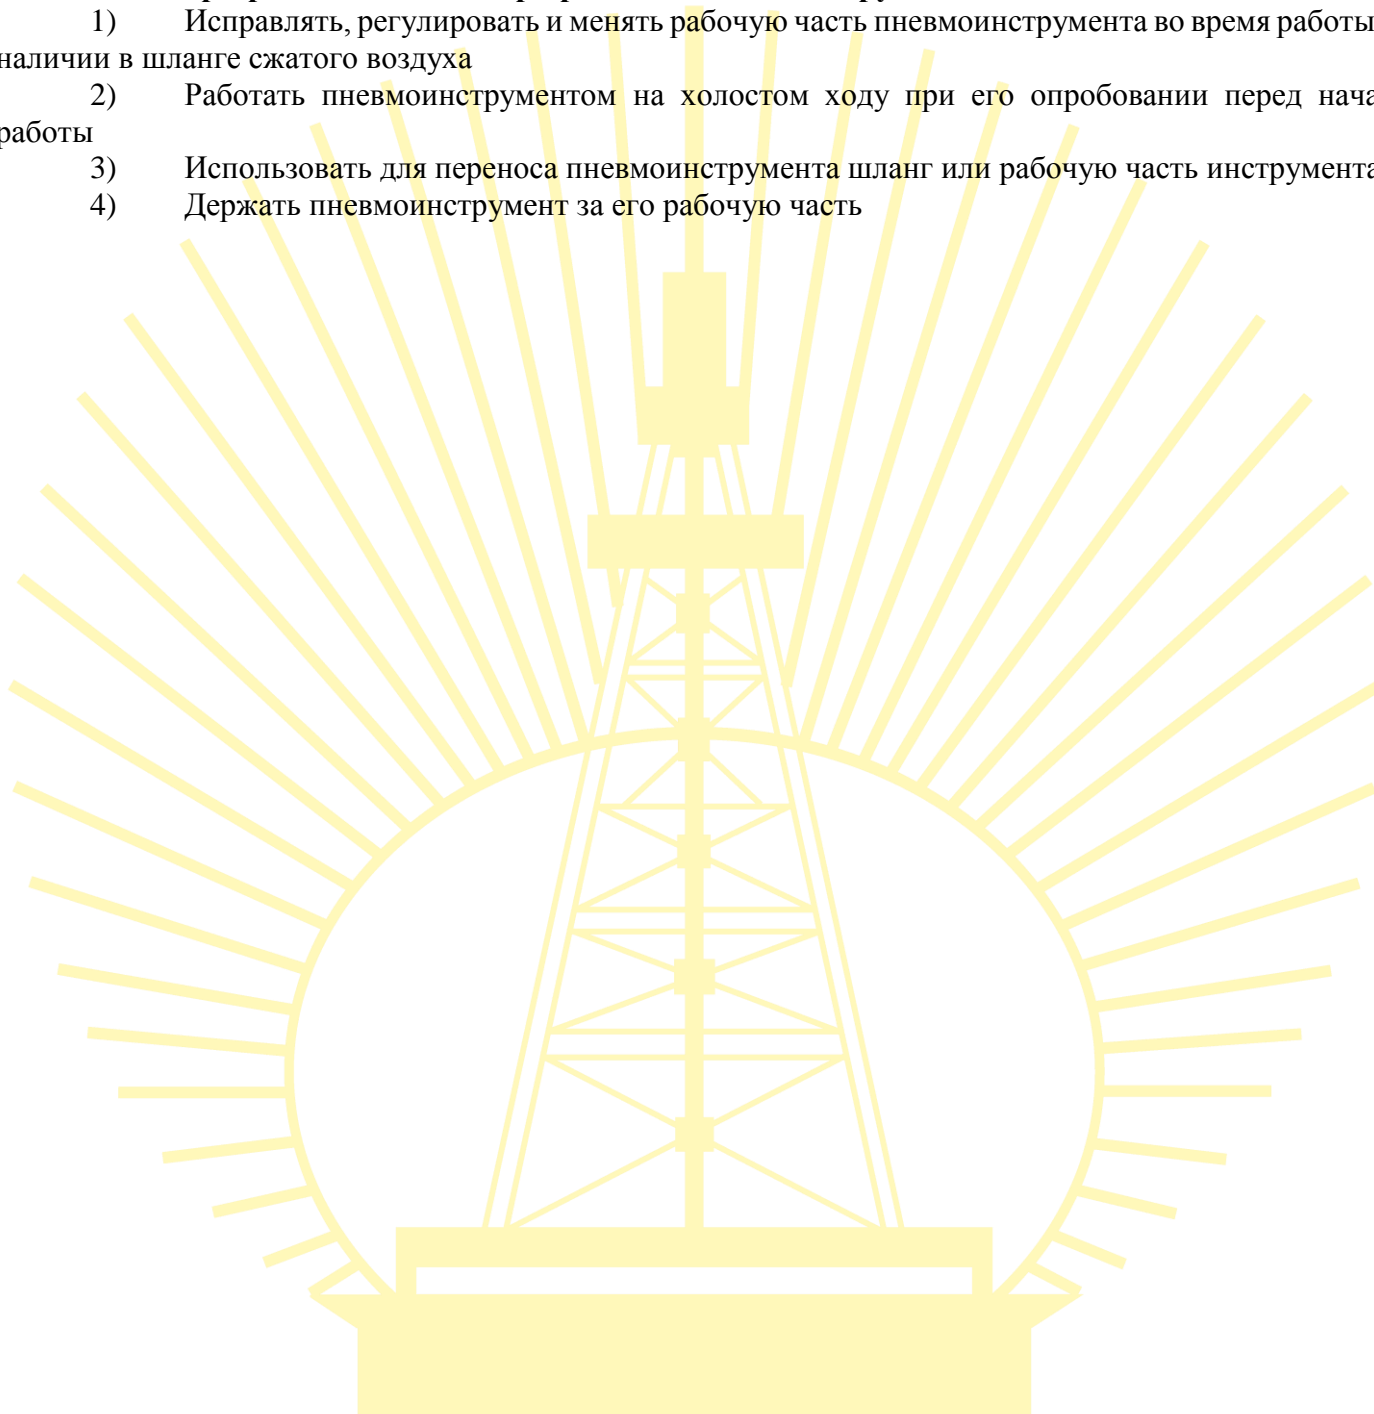 1) Исправлять, регулировать и менять рабочую часть пневмоинструмента во время работы
наличии в шланге сжатого воздуха
2) Работать пневмоинструментом на холостом ходу при его опробовании перед нача
работы
3) Использовать для переноса пневмоинструмента шланг или рабочую часть инструмента
4) Держать пневмоинструмент за его рабочую часть